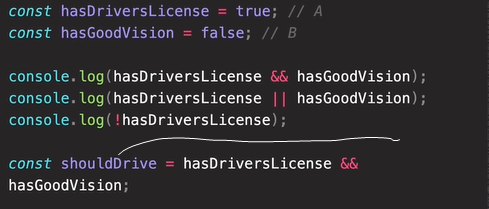 const hasDriversLicense = true; // A
const hasGoodVision = false; // B
console.log(hasDriversLicense && hasGoodVision);
console.log(hasDriversLicense || hasGoodVision);
console.log(!hasDriversLicense);
const shouldDrive = hasDriversLicense &&
hasGoodVision;